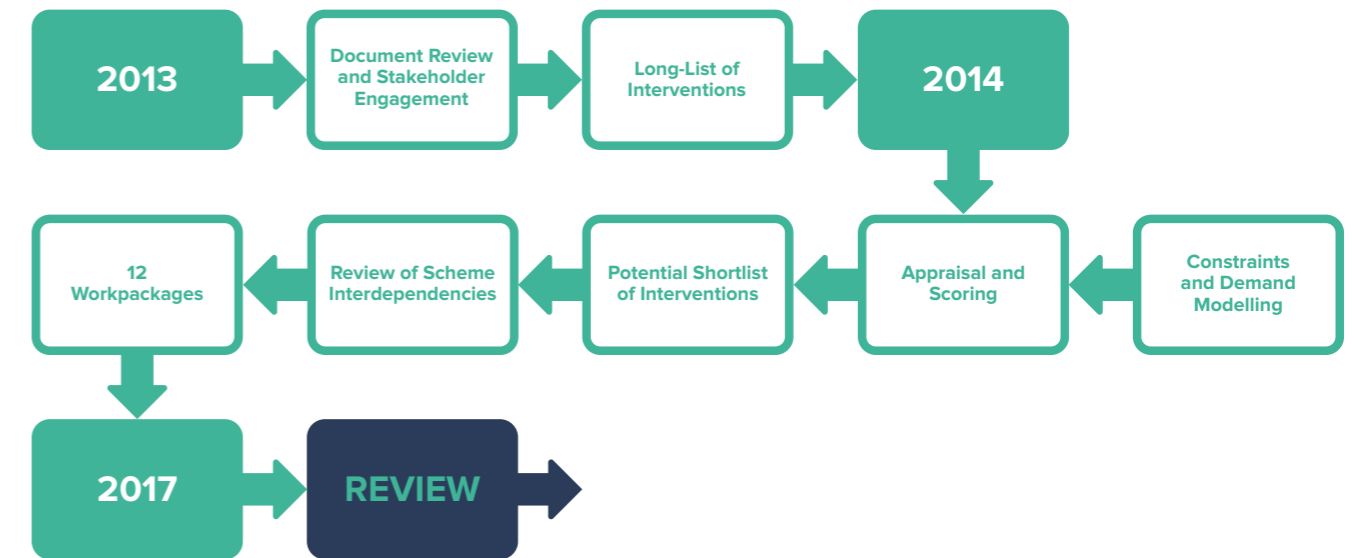 2013
Document Review
and Stakeholder
Engagement
Long-List of
Interventions
2014
12
Workpackages
Review of Scheme
Interdependencies
Potential Shortlist
of Interventions
Appraisal and
Scoring
Constraints
and Demand
Modelling
2017
REVIEW